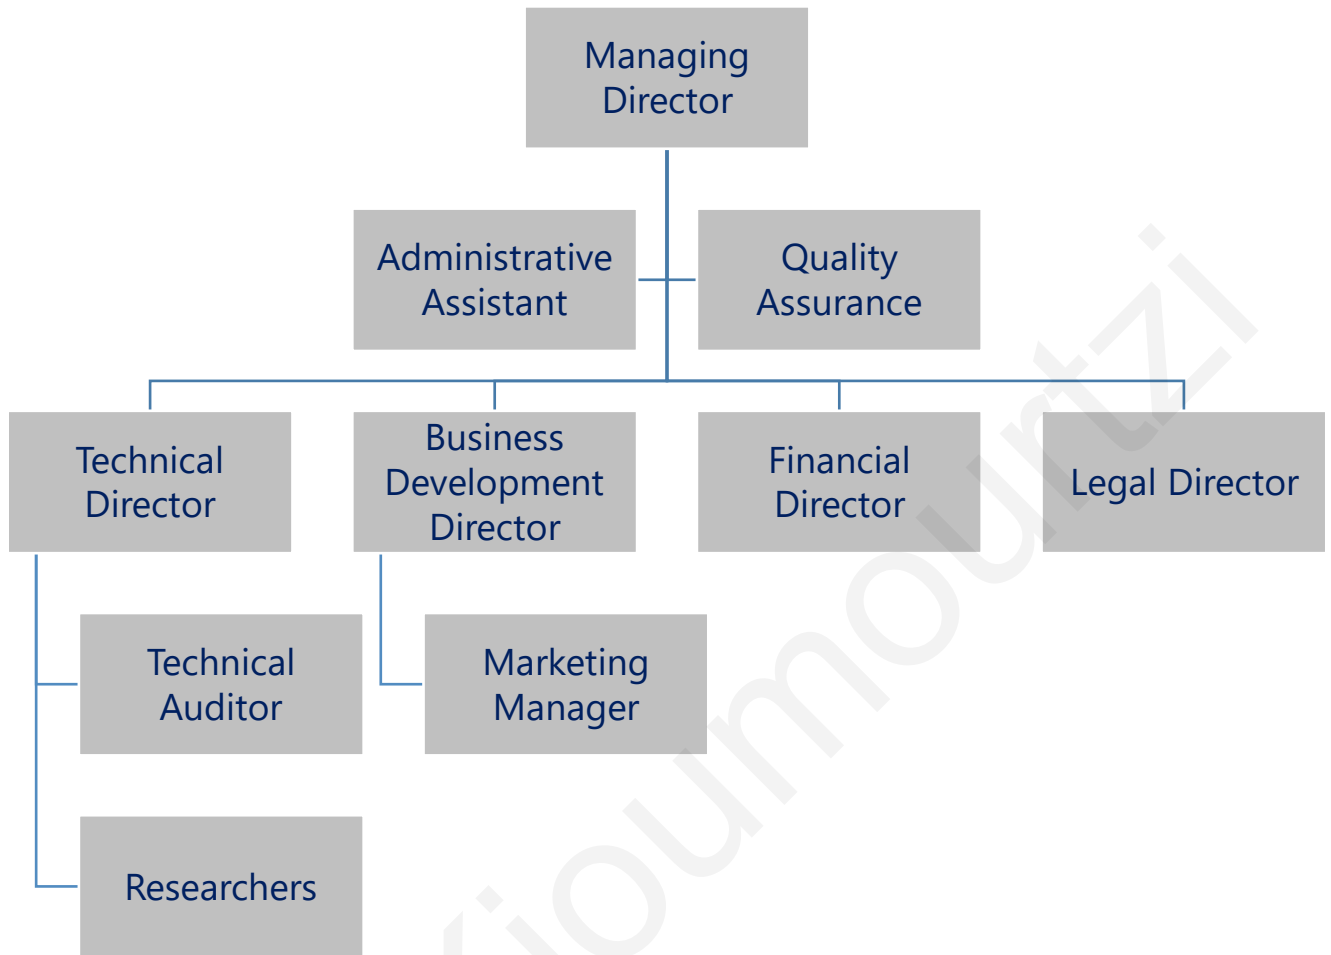 Managing
Director
Administrative
Assistant
Quality
Assurance
Technical
Director
Business
Development
Director
Financial
Director
Legal Director
Technical
Auditor
Marketing
Manager
Researchers